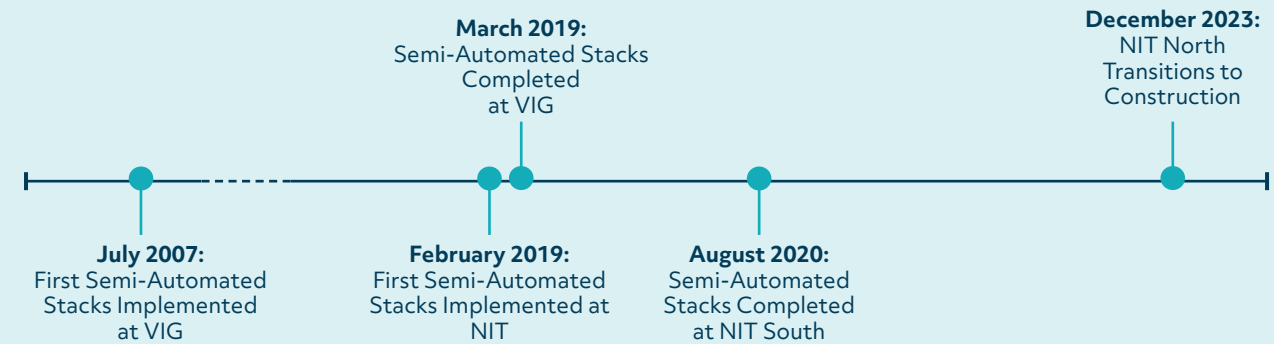 July 2007:
First Semi-Automated
Stacks Implemented
at VIG
February 2019:
First Semi-Automated
Stacks Implemented at
NIT
March 2019:
Semi-Automated Stacks
Completed
at VIG
August 2020:
Semi-Automated
Stacks Completed
at NIT South
December 2023:
NIT North
Transitions to
Construction